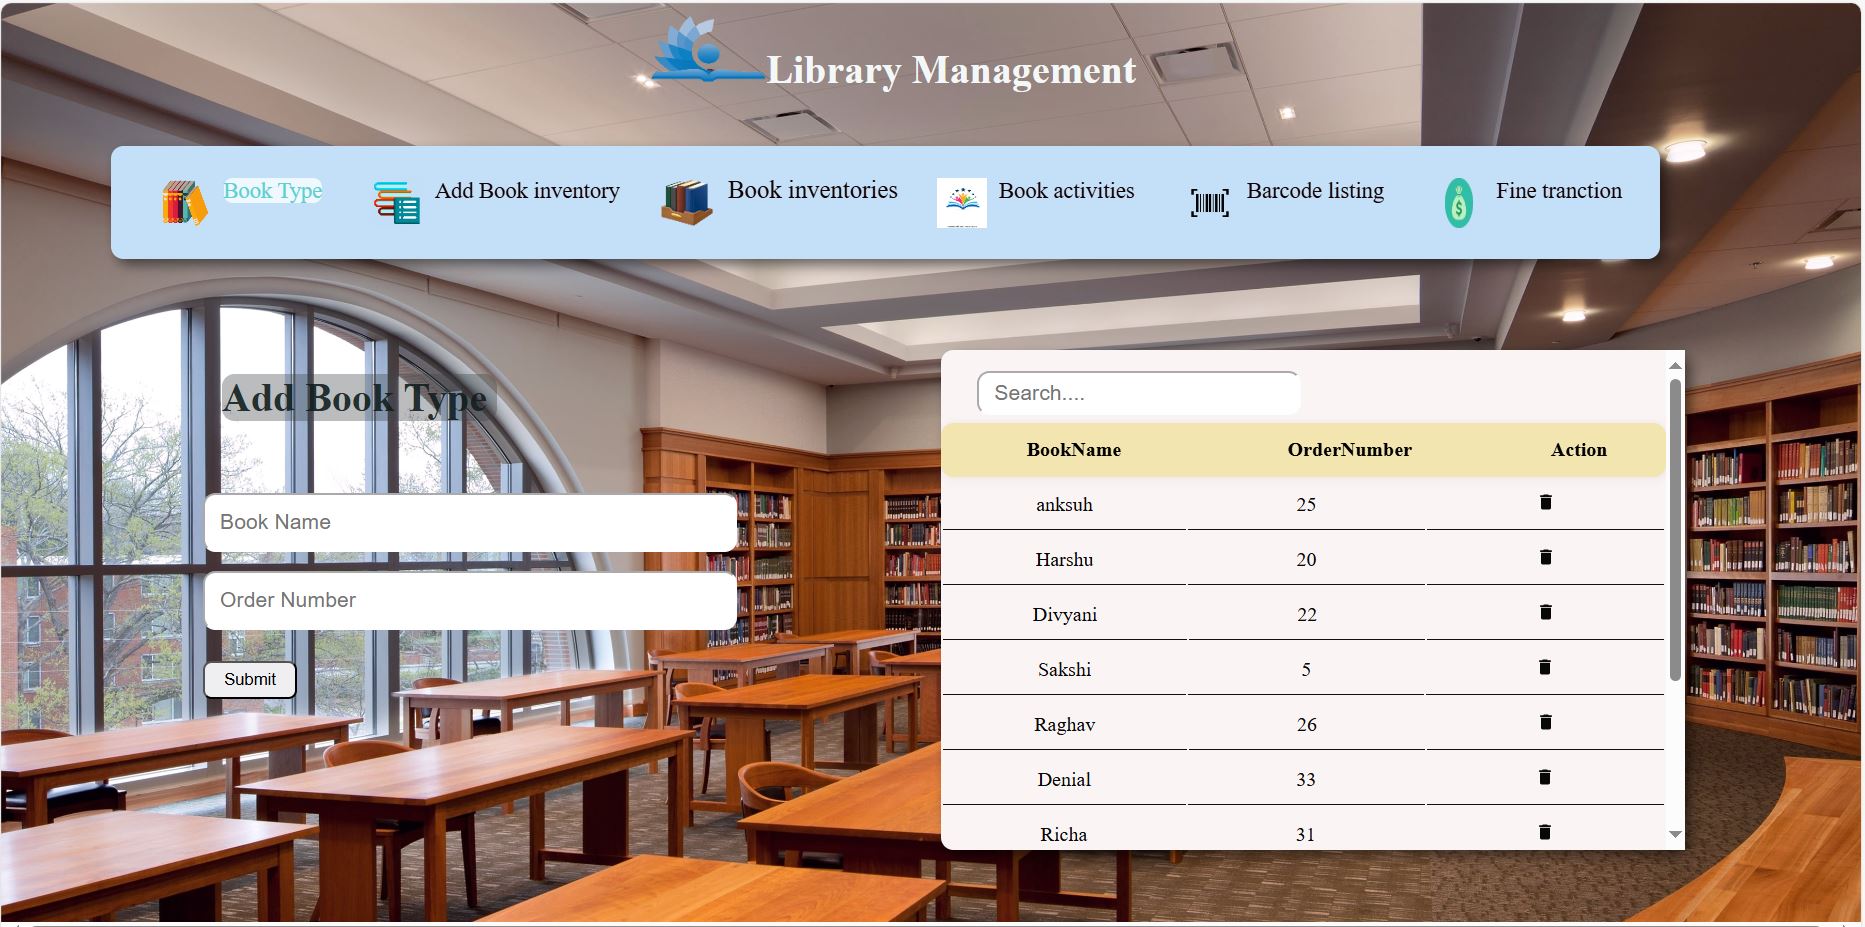 Library Management
Book Type
Add Book inventory
Book inventories
Book activities
Barcode listing
Fine tranction
Add Book Type
Book Name
Order Number
Submit
Search....
BookName OrderNumber Action
anksuh 25
Harshu 20
Divyani 22
Sakshi 5
Raghav 26
Denial 33
Richa 31